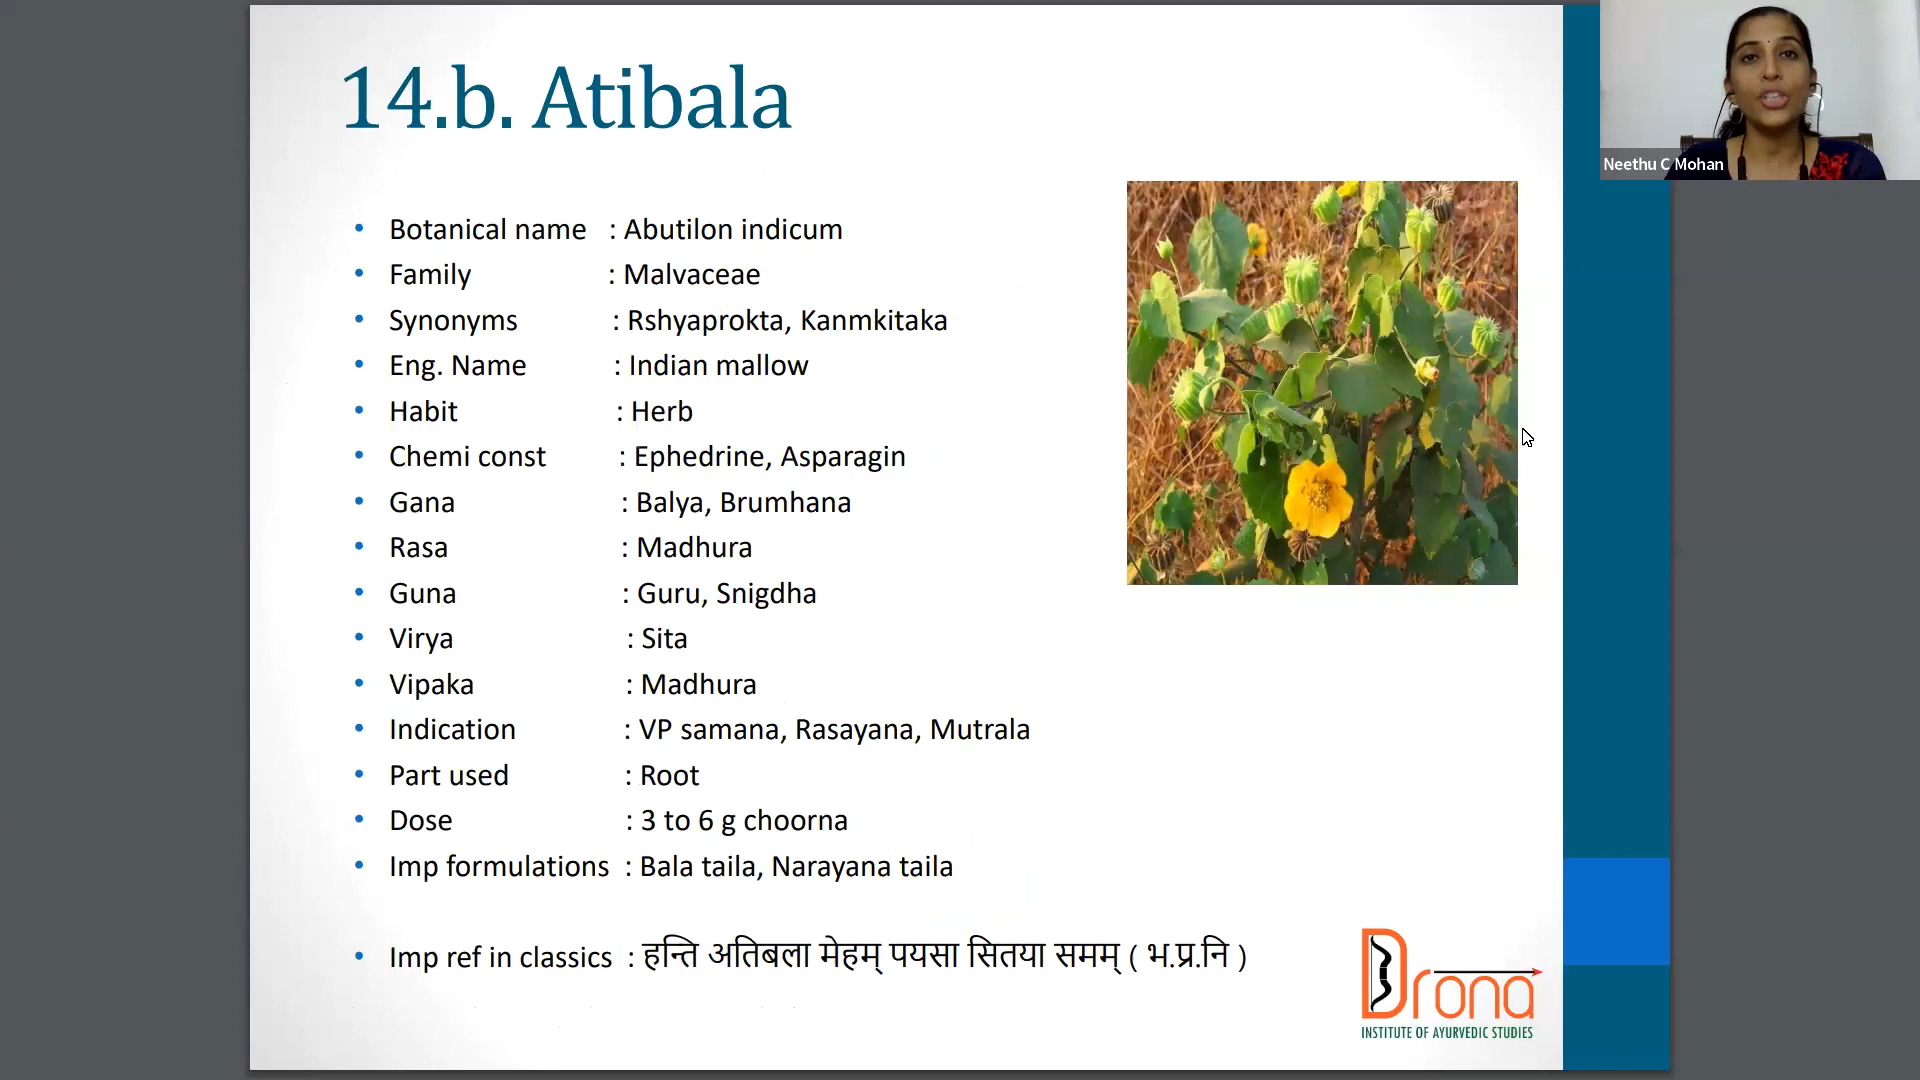 14.b. Atibala
Neethu C Mohan
• Botanical name : Abutilon indicum
• Family : Malvaceae
• Synonyms : Rshyaprokta, Kanmkitaka
• Eng. Name : Indian mallow
• Habit : Herb
• Chemi const : Ephedrine, Asparagin
• Gana : Balya, Brumhana
• Rasa : Madhura
• Guna : Guru, Snigdha
• Virya : Sita
• Vipaka : Madhura
• Indication : VP samana, Rasayana, Mutrala
• Part used : Root
• Dose : 3 to 6 g choorna
• Imp formulations : Bala taila, Narayana taila
• Imp ref in classics : हन्ति अतिबला मेहम् पयसा सितया समम् ( भ.प्र.नि )
Drona
INSTITUTE OF AYURVEDIC STUDIES